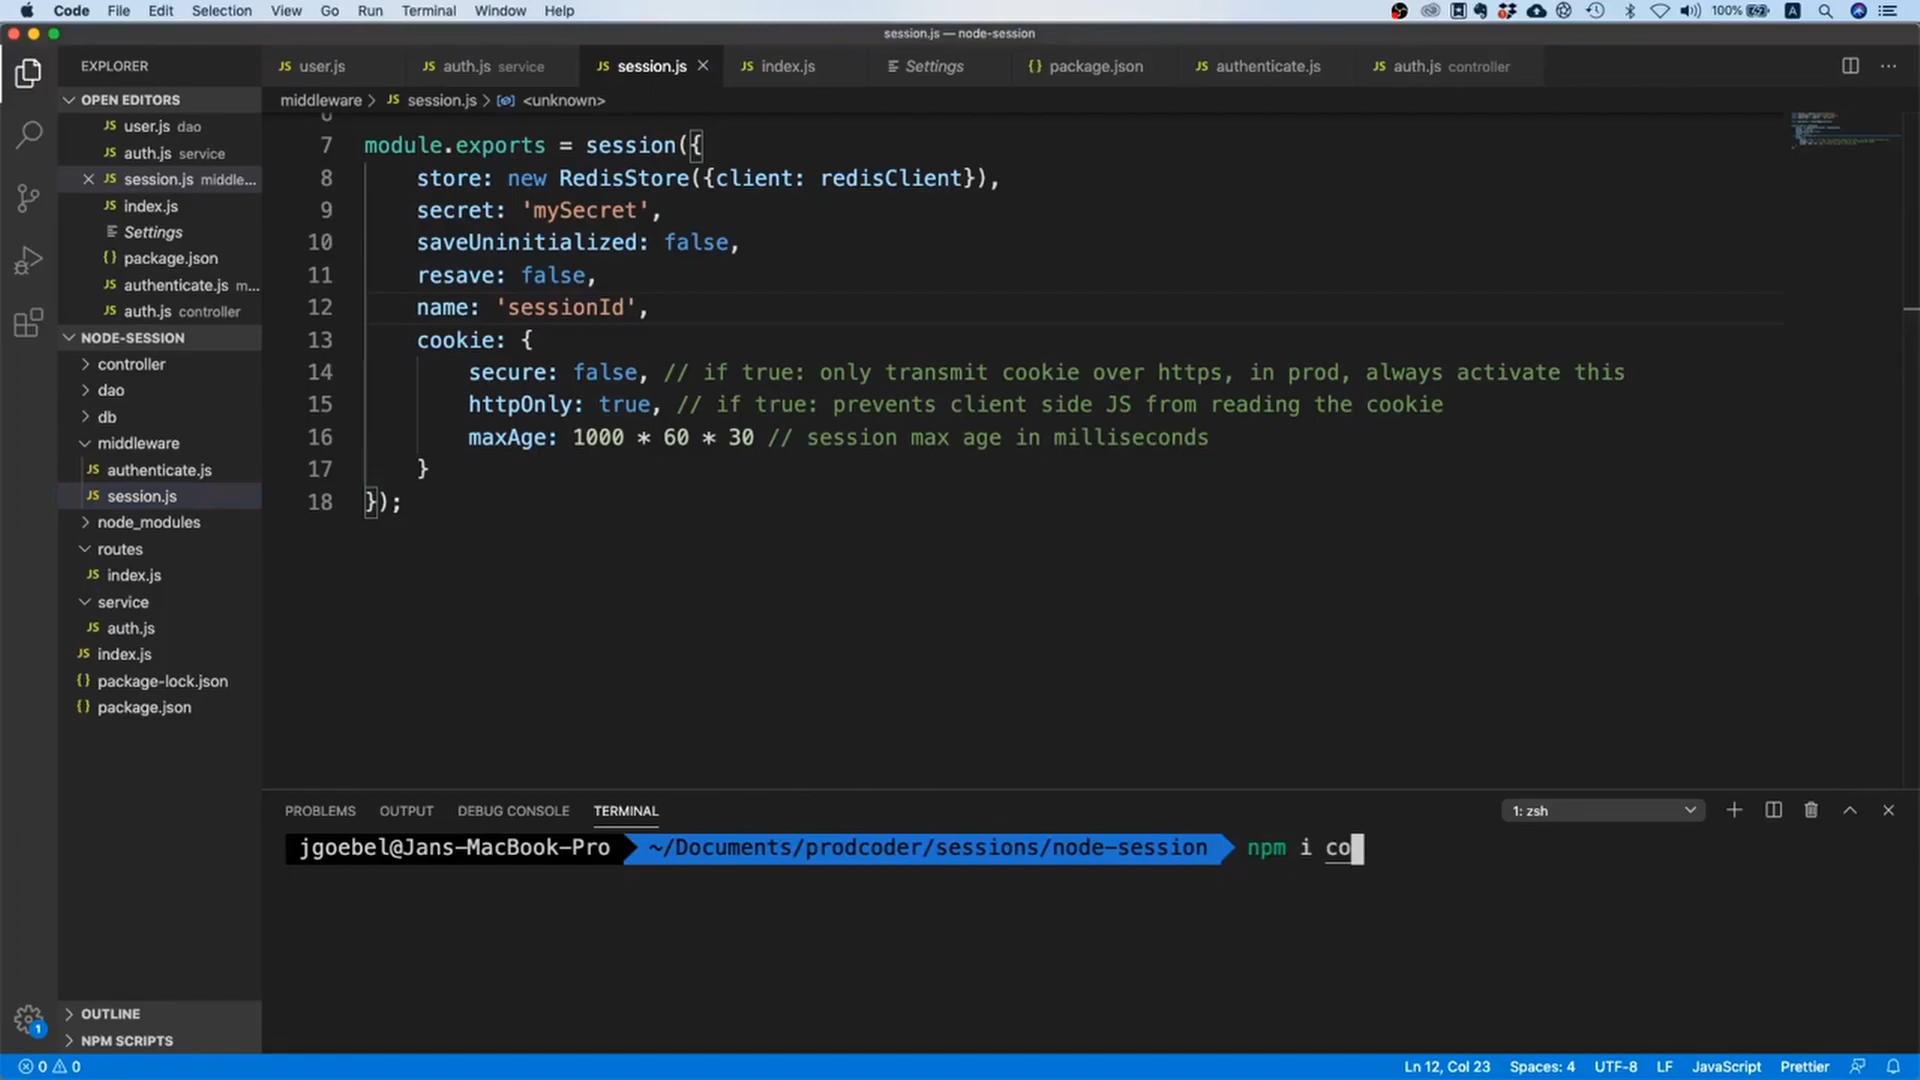 Code File Edit Selection View Go Run Terminal Window Help 100% A
session.js — node-session
EXPLORER
JS user.js
JS auth.js service
JS session.js
JS index.js
Settings
{} package.json
JS authenticate.js
JS auth.js controller
OPEN EDITORS
middleware > JS session.js > <unknown>
JS user.js dao
JS auth.js service
JS session.js middle...
JS index.js
Settings
{} package.json
JS authenticate.js m...
JS auth.js controller
NODE-SESSION
controller
dao
db
middleware
JS authenticate.js
JS session.js
node_modules
routes
JS index.js
service
JS auth.js
JS index.js
{} package-lock.json
{} package.json
OUTLINE
NPM SCRIPTS
1
6
7 module.exports = session({
8 store: new RedisStore({client: redisClient}),
9 secret: 'mySecret',
10 saveUninitialized: false,
11 resave: false,
12 name: 'sessionId',
13 cookie: {
14 secure: false, // if true: only transmit cookie over https, in prod, always activate this
15 httpOnly: true, // if true: prevents client side JS from reading the cookie
16 maxAge: 1000 * 60 * 30 // session max age in milliseconds
17 }
18 });
PROBLEMS OUTPUT DEBUG CONSOLE TERMINAL 1: zsh
jgoebel@Jans-MacBook-Pro ~/Documents/prodcoder/sessions/node-session npm i co
0 0 Ln 12, Col 23 Spaces: 4 UTF-8 LF JavaScript Prettier